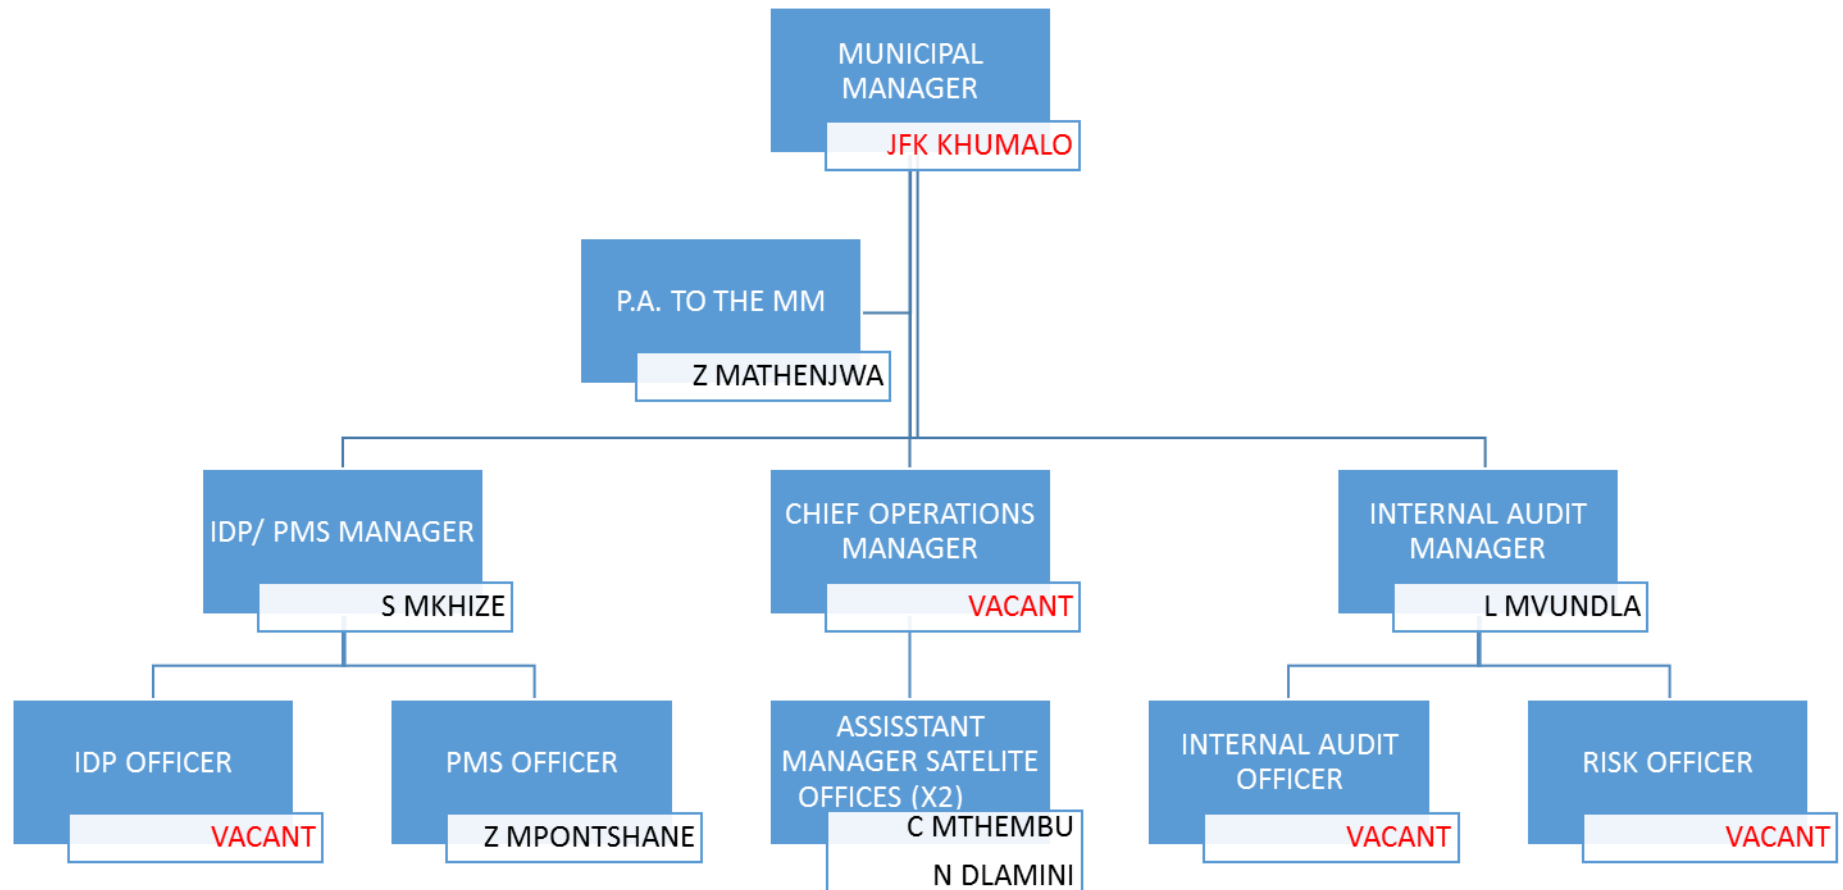 MUNICIPAL
MANAGER
JFK KHUMALO
P.A. TO THE MM
Z MATHENJWA
IDP/ PMS MANAGER
S MKHIZE
CHIEF OPERATIONS
MANAGER
VACANT
INTERNAL AUDIT
MANAGER
L MVUNDLA
IDP OFFICER
VACANT
PMS OFFICER
Z MPONTSHANE
ASSISSTANT
MANAGER SATELITE
OFFICES (X2)
C MTHEMBU
N DLAMINI
INTERNAL AUDIT
OFFICER
VACANT
RISK OFFICER
VACANT